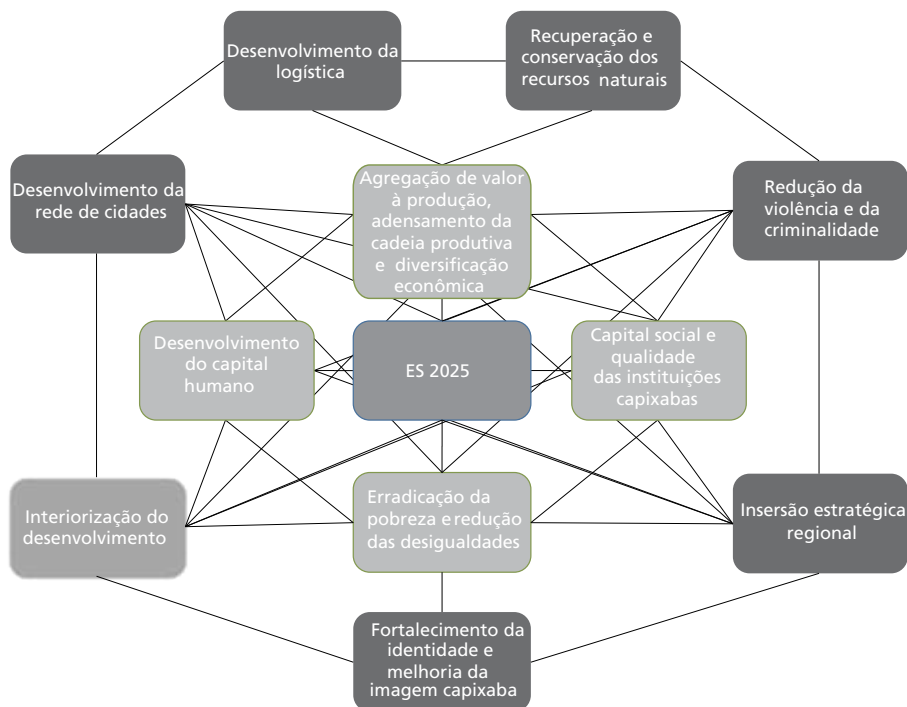 Desenvolvimento da
logística
Recuperação e
conservação dos
recursos naturais
Desenvolvimento da
rede de cidades
Agregação de valor
à produção,
adensamento da
cadeia produtiva
e diversificação
econômica
Redução da
violência e da
criminalidade
Desenvolvimento
do capital
humano
ES 2025
Capital social e
qualidade
das instituições
capixabas
Interiorização do
desenvolvimento
Erradicação da
pobreza e redução
das desigualdades
Insersão estratégica
regional
Fortalecimento da
identidade e
melhoria da
imagem capixaba